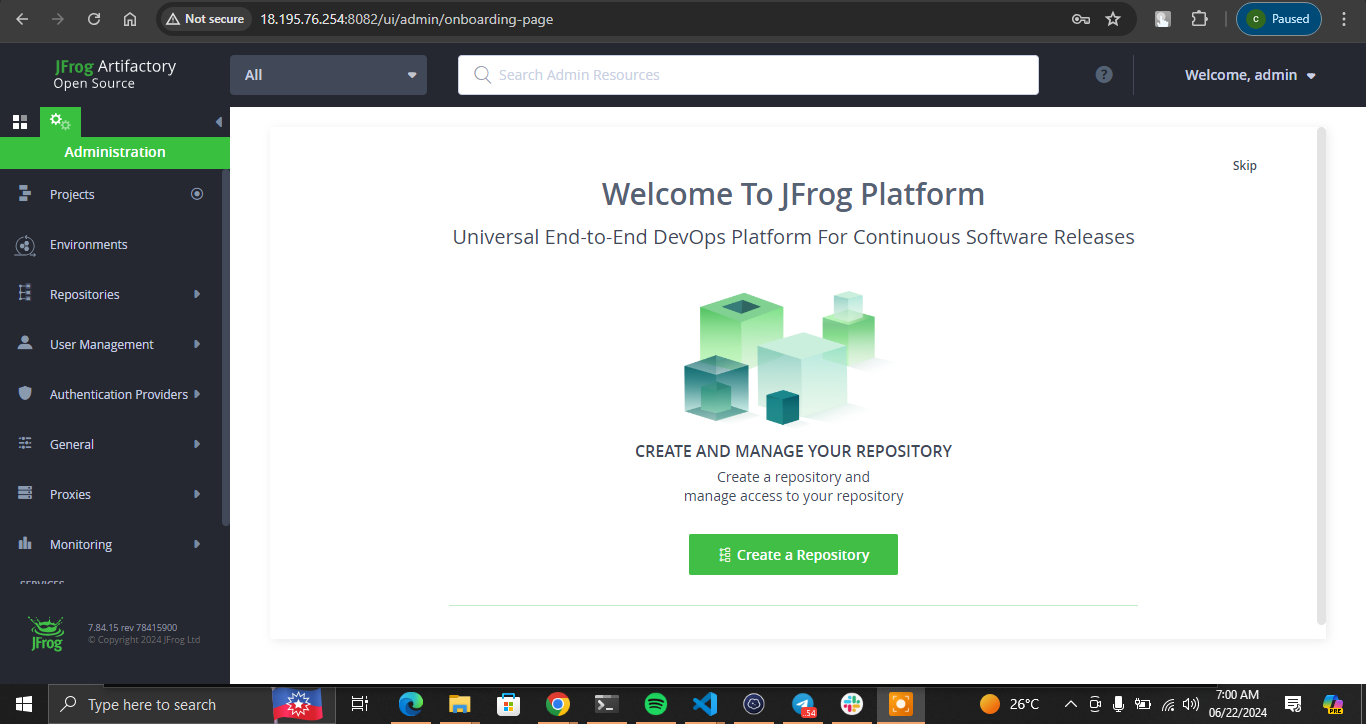 Not secure
18.195.76.254:8082/ui/admin/onboarding-page
C
Paused
JFrog Artifactory
Open Source
All
Search Admin Resources
?
Welcome, admin
Administration
Projects
Environments
Repositories
User Management
Authentication Providers
General
Proxies
Monitoring
SERVICES
JFrog
7.84.15 rev 78415900
© Copyright 2024 JFrog Ltd
Skip
Welcome To JFrog Platform
Universal End-to-End DevOps Platform For Continuous Software Releases
CREATE AND MANAGE YOUR REPOSITORY
Create a repository and
manage access to your repository
Create a Repository
Type here to search
54
26°C
7:00 AM
06/22/2024
PRE